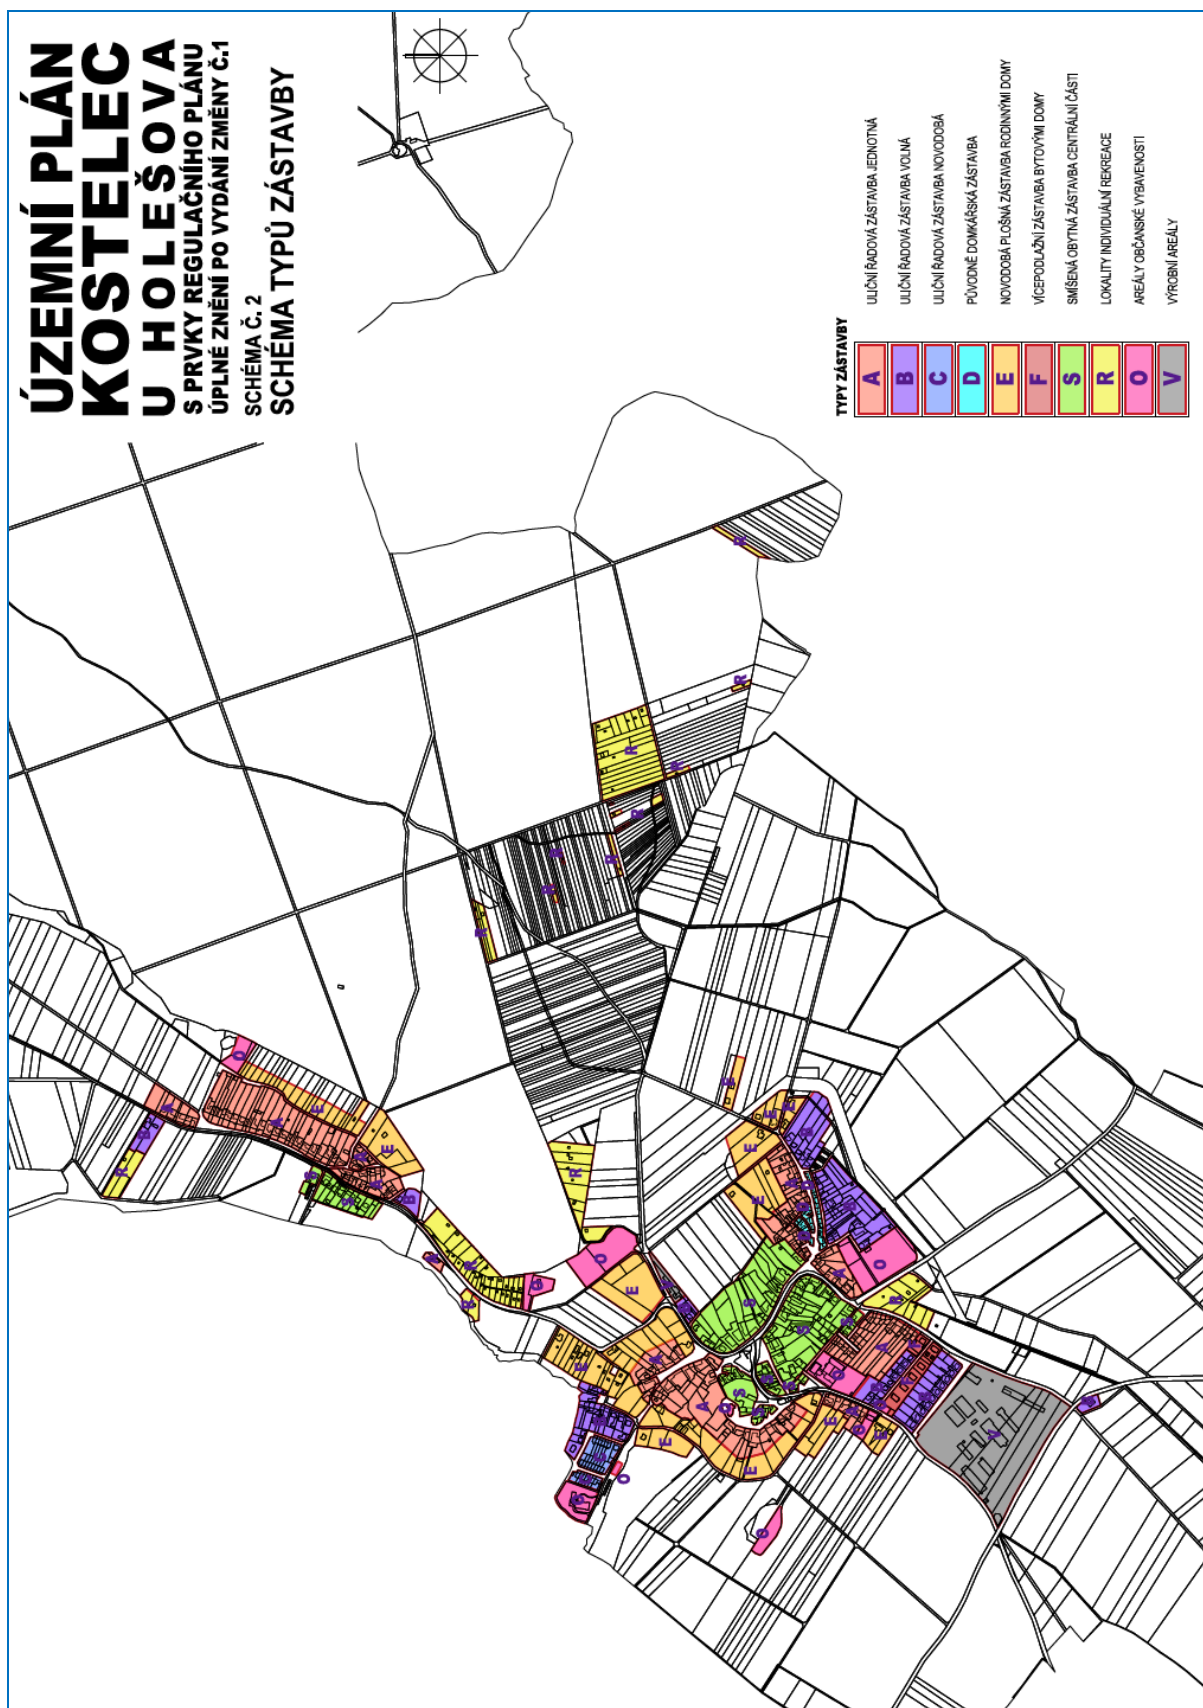 ÚZEMNÍ PLÁN
KOSTELEC
U HOLEŠOVA
S PRVKY REGULAČNÍHO PLÁNU
ÚPLNÉ ZNĚNÍ PO VYDÁNÍ ZMĚNY Č.1
SCHÉMA Č. 2
SCHÉMA TYPŮ ZÁSTAVBY
TYPY ZÁSTAVBY
A ULIČNÍ ŘADOVÁ ZÁSTAVBA JEDNOTNÁ
B ULIČNÍ ŘADOVÁ ZÁSTAVBA VOLNÁ
C ULIČNÍ ŘADOVÁ ZÁSTAVBA NOVODOBÁ
D PŮVODNĚ DOMKÁŘSKÁ ZÁSTAVBA
E NOVODOBÁ PLOŠNÁ ZÁSTAVBA RODINNÝMI DOMY
F VÍCEPODLAŽNÍ ZÁSTAVBA BYTOVÝMI DOMY
S SMÍŠENÁ OBYTNÁ ZÁSTAVBA CENTRÁLNÍ ČÁSTI
R LOKALITY INDIVIDUÁLNÍ REKREACE
O AREÁLY OBČANSKÉ VYBAVENOSTI
V VÝROBNÍ AREÁLY